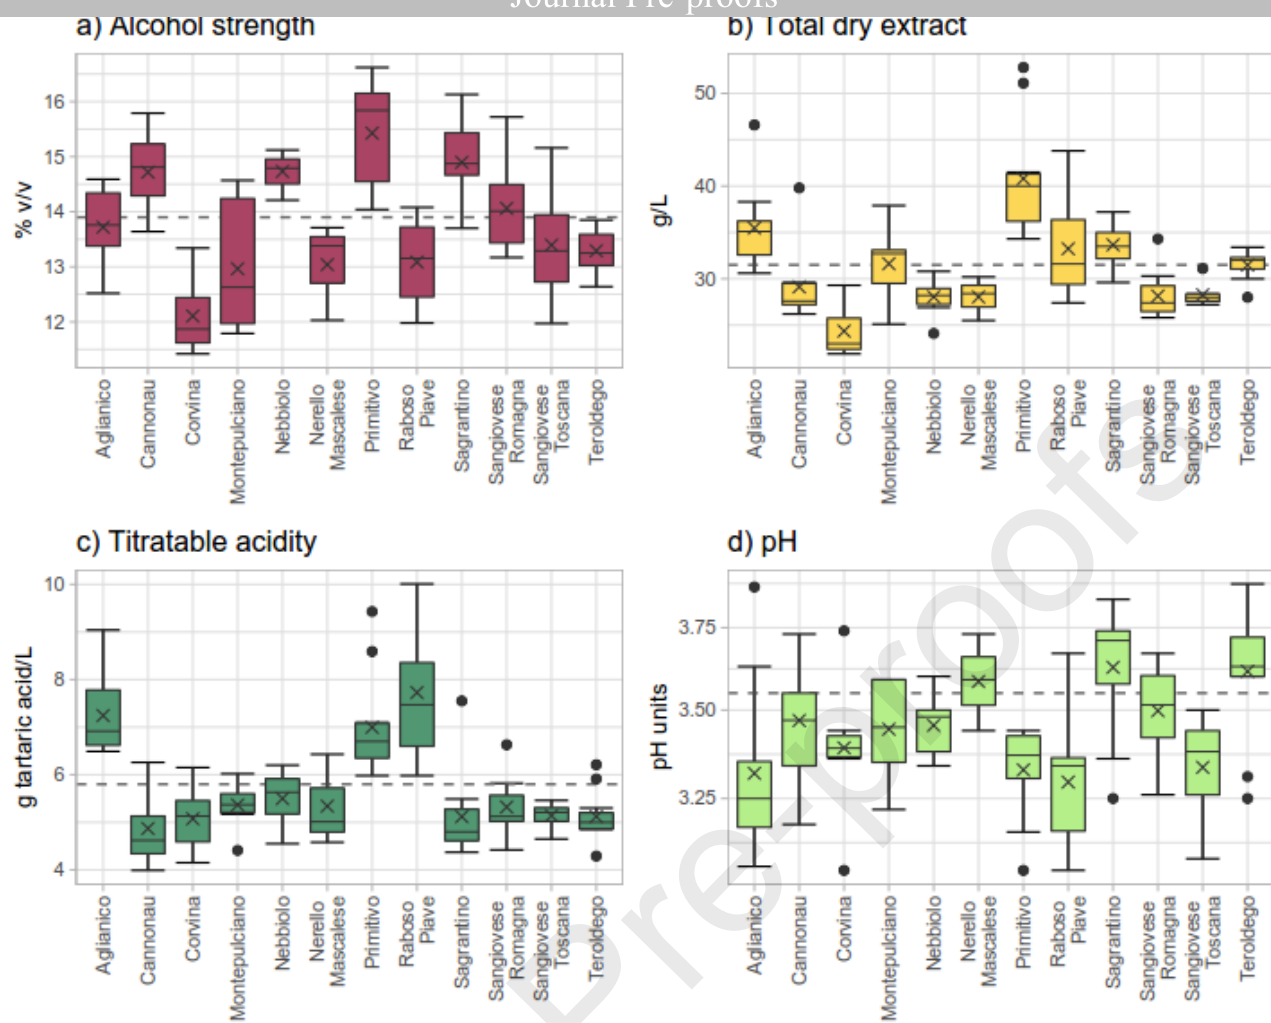 Journal Pre-proofs
a) Alcohol strength
% v/v
16
15
14
13
12
Aglianico
Cannonau
Corvina
Montepulciano
Nebbiolo
Nerello
Mascalese
Primitivo
Raboso
Piave
Sagrantino
Sangiovese
Romagna
Sangiovese
Toscana
Teroldego
b) Total dry extract
g/L
50
40
30
Aglianico
Cannonau
Corvina
Montepulciano
Nebbiolo
Nerello
Mascalese
Primitivo
Raboso
Piave
Sagrantino
Sangiovese
Romagna
Sangiovese
Toscana
Teroldego
c) Titratable acidity
g tartaric acid/L
10
8
6
4
Aglianico
Cannonau
Corvina
Montepulciano
Nebbiolo
Nerello
Mascalese
Primitivo
Raboso
Piave
Sagrantino
Sangiovese
Romagna
Sangiovese
Toscana
Teroldego
d) pH
pH units
3.75
3.50
3.25
Aglianico
Cannonau
Corvina
Montepulciano
Nebbiolo
Nerello
Mascalese
Primitivo
Raboso
Piave
Sagrantino
Sangiovese
Romagna
Sangiovese
Toscana
Teroldego
Pre-proofs